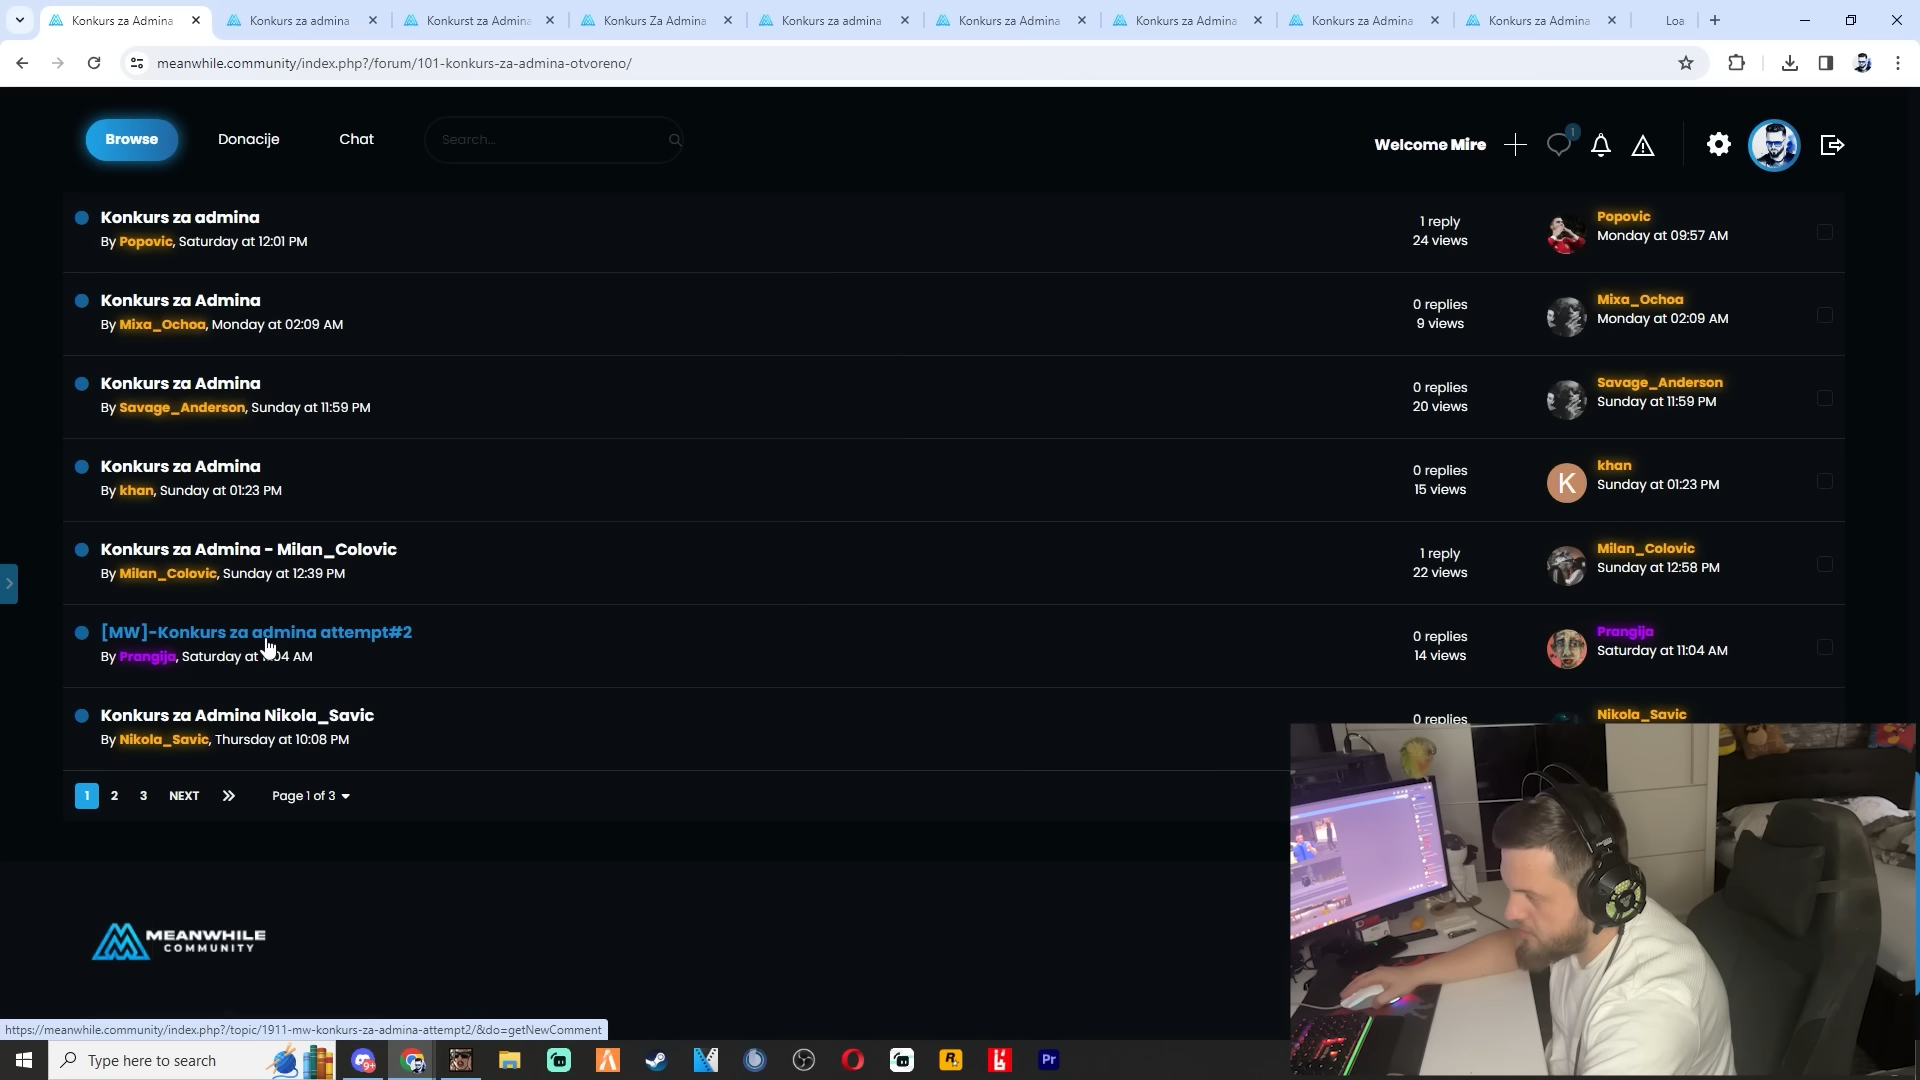 Konkurs za Admina
Konkurs za admina
Konkurst za Admin
Konkurs Za Admina
Konkurs za admina
Konkurs za Admina
Konkurs za Admina
Konkurs Za Admina
Konkurs za Admina
Loa
meanwhile.community/index.php?/forum/101-konkurs-za-admina-otvoreno/
Browse
Donacije
Chat
Search...
Welcome Mire
1
Konkurs za admina
By Popovic, Saturday at 12:01 PM
1 reply
24 views
Popovic
Monday at 09:57 AM
Konkurs za Admina
By Mixa_Ochoa, Monday at 02:09 AM
0 replies
9 views
Mixa_Ochoa
Monday at 02:09 AM
Konkurs za Admina
By Savage_Anderson, Sunday at 11:59 PM
0 replies
20 views
Savage_Anderson
Sunday at 11:59 PM
Konkurs za Admina
By khan, Sunday at 01:23 PM
0 replies
15 views
K
khan
Sunday at 01:23 PM
Konkurs za Admina - Milan_Colovic
By Milan_Colovic, Sunday at 12:39 PM
1 reply
22 views
Milan_Colovic
Sunday at 12:58 PM
[MW]-Konkurs za admina attempt#2
By Prangija, Saturday at 11:04 AM
0 replies
14 views
Prangija
Saturday at 11:04 AM
Konkurs za Admina Nikola_Savic
By Nikola_Savic, Thursday at 10:08 PM
0 replies
Nikola_Savic
1 2 3 NEXT Page 1 of 3
MEANWHILE
COMMUNITY
https://meanwhile.community/index.php?/topic/1911-mw-konkurs-za-admina-attempt2/&do=getNewComment
Type here to search
9+
R
Pr